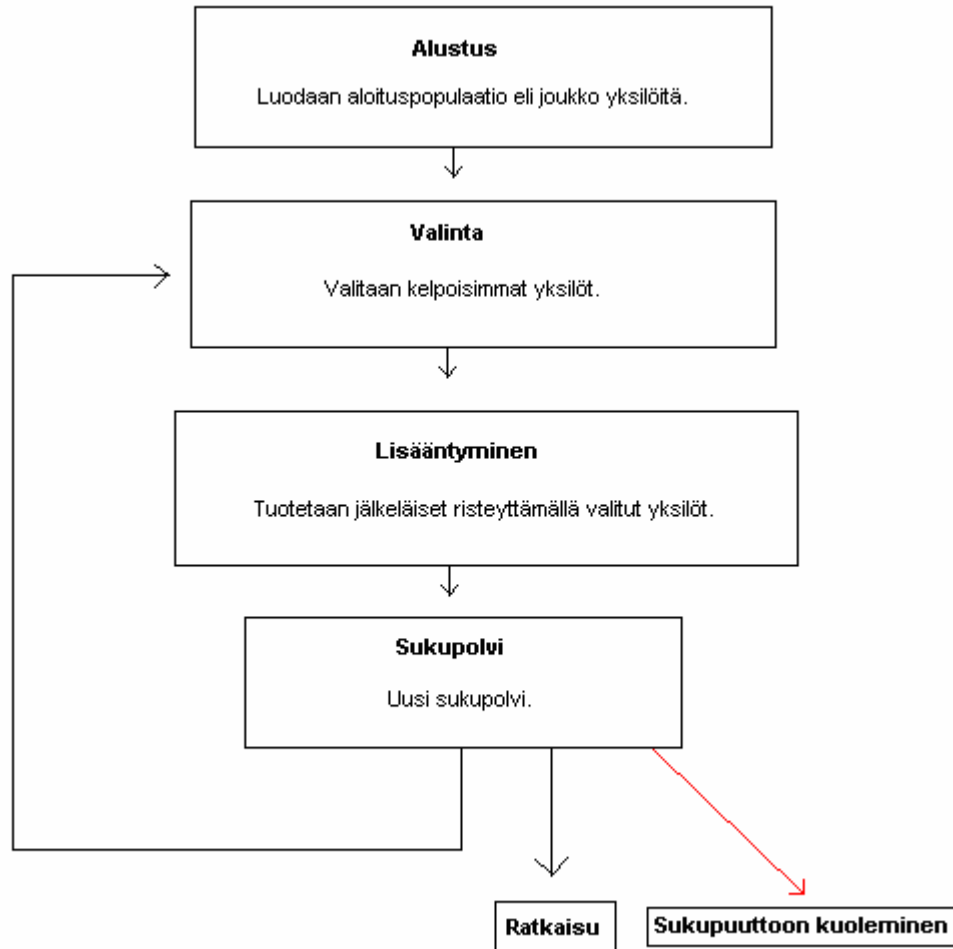 Alustus
Luodaan aloituspopulaatio eli joukko yksilöitä.
Valinta
Valitaan kelpoisimmat yksilöt.
Lisääntyminen
Tuotetaan jälkeläiset risteyttämällä valitut yksilöt.
Sukupolvi
Uusi sukupolvi.
Ratkaisu
Sukupuuttoon kuoleminen